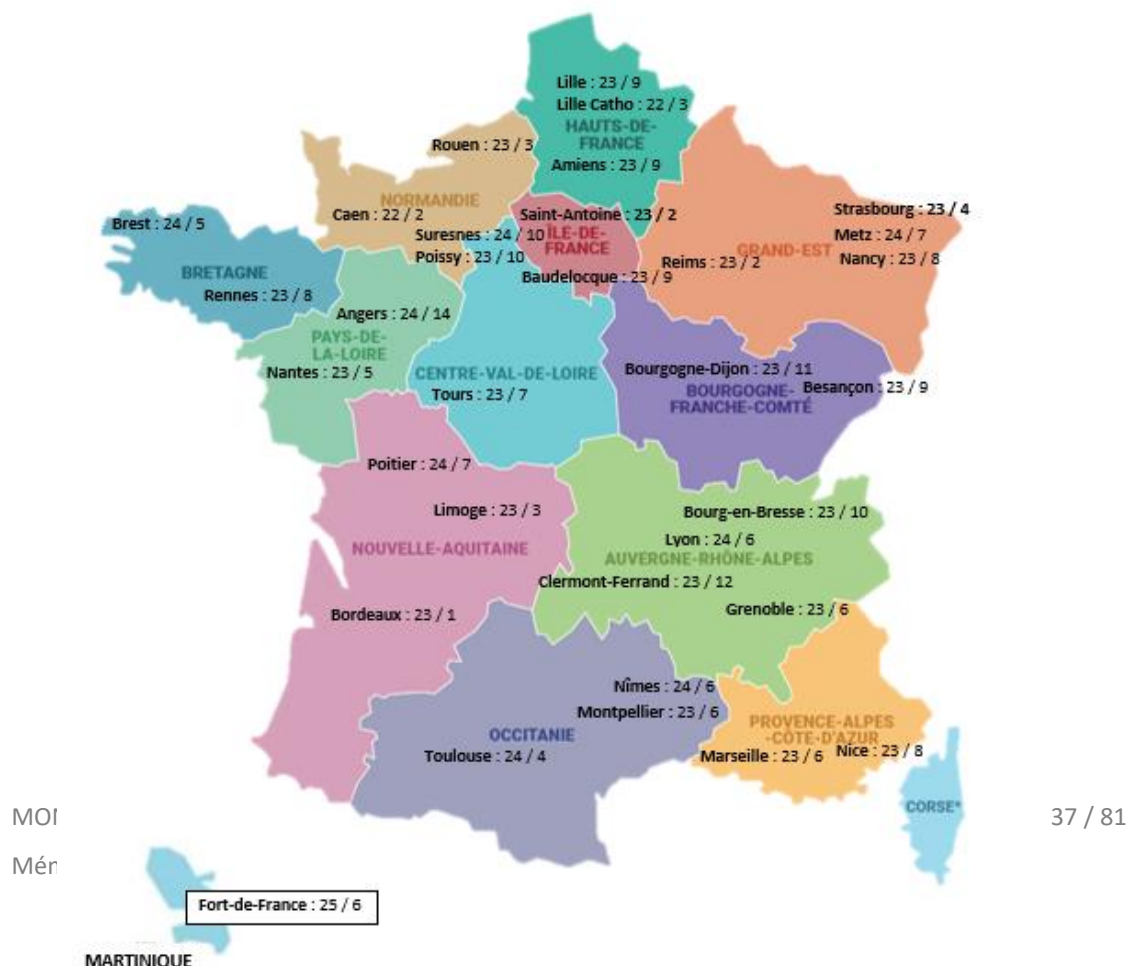 Lille : 23 / 9
Lille Catho : 22 / 3
HAUTS-DE-
FRANCE
Amiens : 23 / 9
Rouen : 23 / 3
NORMANDIE
Caen : 22 / 2
Saint-Antoine : 23 / 2
ÎLE-DE-
FRANCE
Suresnes : 24 / 10
Poissy : 23 / 10
Baudelocque : 23 / 9
Strasbourg : 23 / 4
Metz : 24 / 7
GRAND-EST
Nancy : 23 / 8
Reims : 23 / 2
Brest : 24 / 5
BRETAGNE
Rennes : 23 / 8
Angers : 24 / 14
PAYS-DE-
LA-LOIRE
Nantes : 23 / 5
CENTRE-VAL-DE-LOIRE
Tours : 23 / 7
Bourgogne-Dijon : 23 / 11
Besançon : 23 / 9
BOURGOGNE-
FRANCHE-COMTÉ
Poitier : 24 / 7
Limoge : 23 / 3
NOUVELLE-AQUITAINE
Bordeaux : 23 / 1
Bourg-en-Bresse : 23 / 10
Lyon : 24 / 6
AUVERGNE-RHÔNE-ALPES
Clermont-Ferrand : 23 / 12
Grenoble : 23 / 6
Nîmes : 24 / 6
Montpellier : 23 / 6
OCCITANIE
Toulouse : 24 / 4
PROVENCE-ALPES
-CÔTE-D'AZUR
Nice : 23 / 8
Marseille : 23 / 6
CORSE*
37 / 81
Fort-de-France : 25 / 6
MARTINIQUE